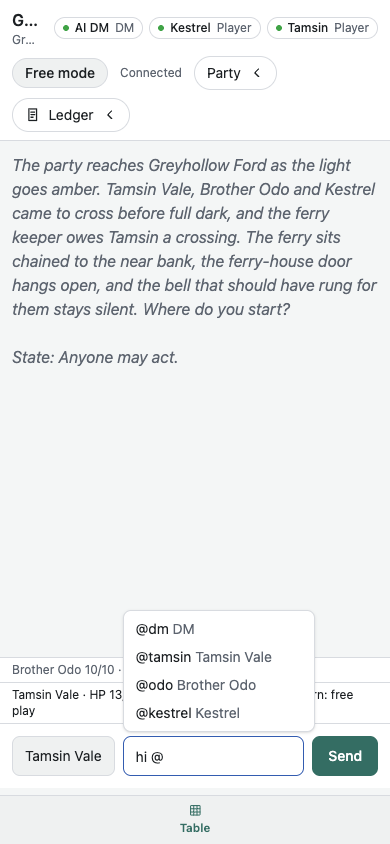 G...
Gr...
AI DM DM
Kestrel Player
Tamsin Player
Free mode
Connected
Party
Ledger
The party reaches Greyhollow Ford as the light
goes amber. Tamsin Vale, Brother Odo and Kestrel
came to cross before full dark, and the ferry
keeper owes Tamsin a crossing. The ferry sits
chained to the near bank, the ferry-house door
hangs open, and the bell that should have rung for
them stays silent. Where do you start?
State: Anyone may act.
@dm DM
@tamsin Tamsin Vale
@odo Brother Odo
@kestrel Kestrel
Brother Odo 10/10 ·
Tamsin Vale · HP 13 free
play
Tamsin Vale
hi @
Send
Table